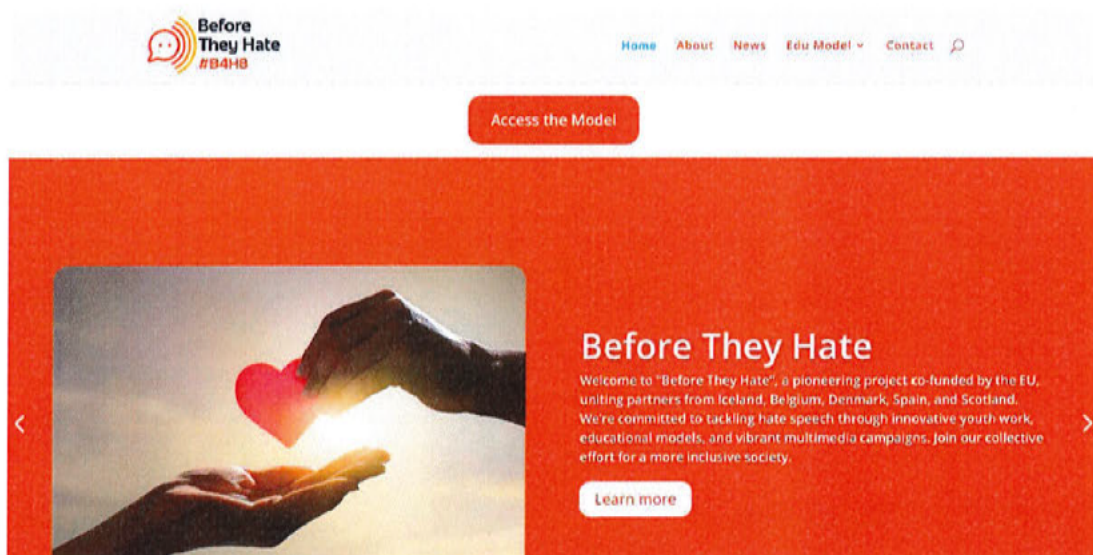 Before
They Hate
#B4H8
Home About News Edu Model Contact
Access the Model
Before They Hate
Welcome to "Before They Hate", a pioneering project co-funded by the EU,
uniting partners from Iceland, Belgium, Denmark, Spain, and Scotland.
We're committed to tackling hate speech through innovative youth work,
educational models, and vibrant multimedia campaigns. Join our collective
effort for a more inclusive society.
Learn more